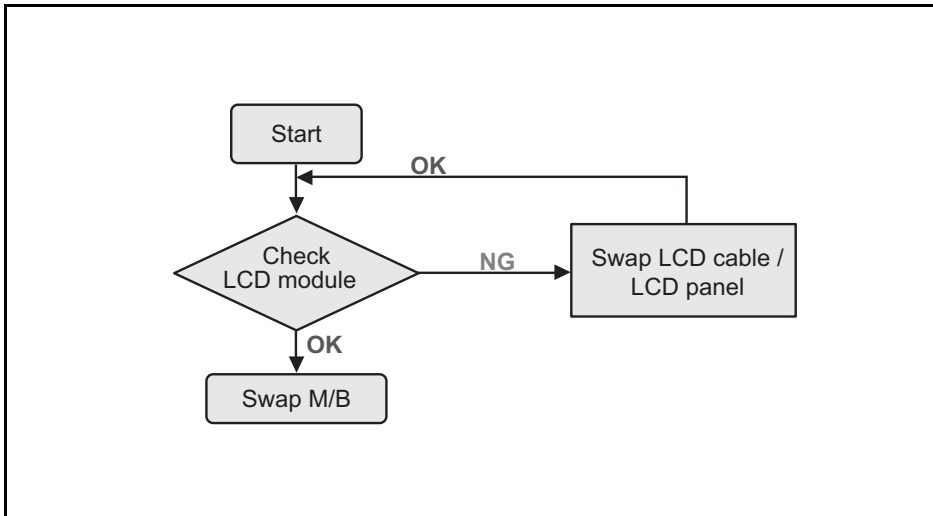 Start
OK
Check
LCD module
NG
Swap LCD cable /
LCD panel
OK
Swap M/B